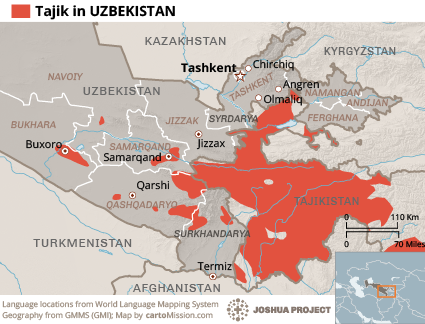 Tajik in UZBEKISTAN
KAZAKHSTAN
KYRGYZSTAN
Tashkent
Chirchiq
NAVOIY
TASHKENT
Angren
UZBEKISTAN
Olmaliq
NAMANGAN
ANDIJAN
BUKHARA
JIZZAX
SYRDARYA
FERGHANA
Buxoro
SAMARQAND
Jizzax
Samarqand
Qarshi
QASHQADARYO
TAJIKISTAN
0 110 Km
SURKHANDARYA
TURKMENISTAN
0 70 Miles
Termiz
AFGHANISTAN
Language locations from World Language Mapping System
Geography from GMMS (GMI); Map by cartoMission.com
JOSHUA PROJECT